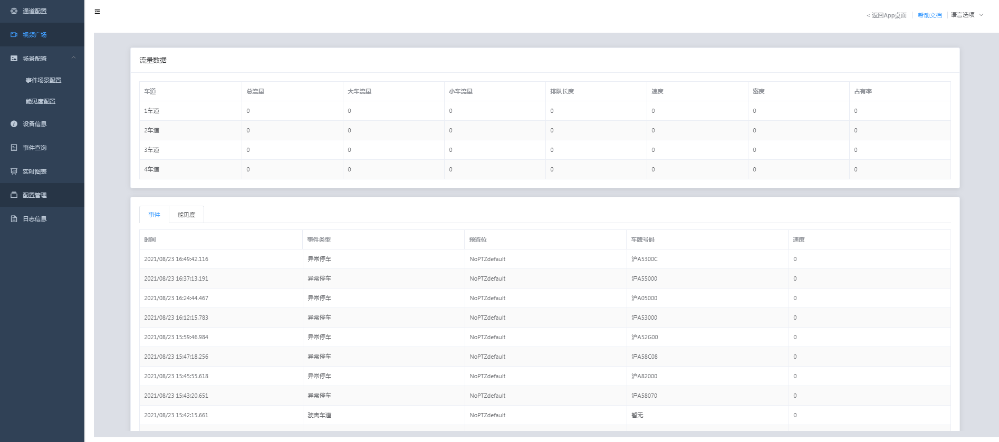 通道配置
视频广场
场景配置
事件场景配置
能见度配置
设备信息
事件查询
实时图表
配置管理
日志信息
< 返回App桌面 帮助文档 语言选项
流量数据
车道 总流量 大车流量 小车流量 排队长度 速度 密度 占有率
1车道 0 0 0 0 0 0 0
2车道 0 0 0 0 0 0 0
3车道 0 0 0 0 0 0 0
4车道 0 0 0 0 0 0 0
事件 能见度
时间 事件类型 预置位 车牌号码 速度
2021/08/23 16:49:42.116 异常停车 NoPTZdefault 沪A5300C 0
2021/08/23 16:37:13.191 异常停车 NoPTZdefault 沪A55000 0
2021/08/23 16:24:44.467 异常停车 NoPTZdefault 沪A05000 0
2021/08/23 16:12:15.783 异常停车 NoPTZdefault 沪A53000 0
2021/08/23 15:59:46.984 异常停车 NoPTZdefault 沪A52G00 0
2021/08/23 15:47:18.256 异常停车 NoPTZdefault 沪A58C08 0
2021/08/23 15:45:55.618 异常停车 NoPTZdefault 沪A82000 0
2021/08/23 15:43:20.651 异常停车 NoPTZdefault 沪A58070 0
2021/08/23 15:42:15.661 驶离车道 NoPTZdefault 暂无 0